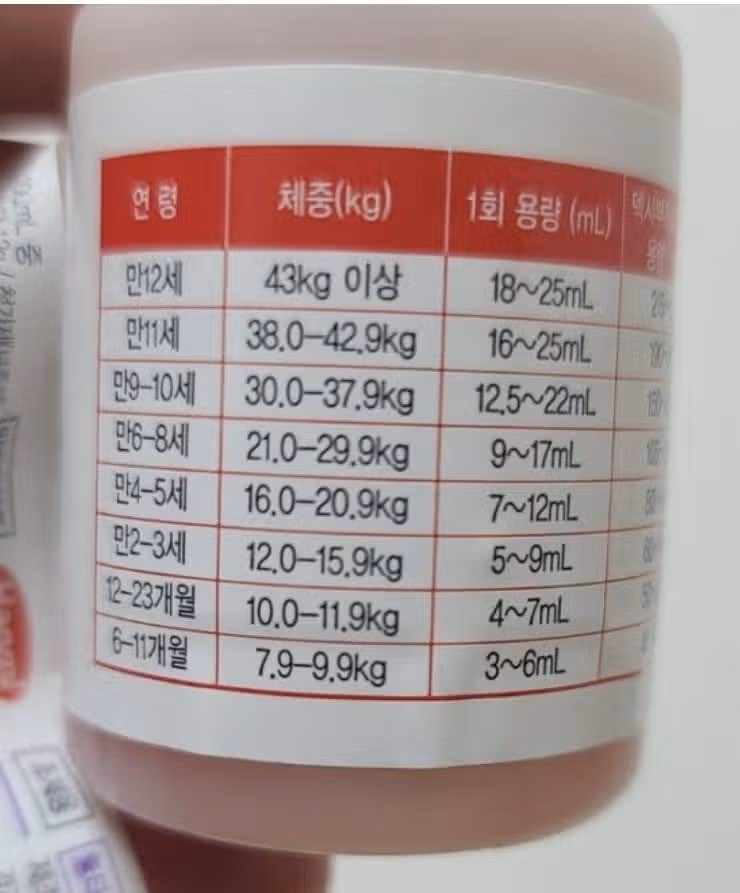 연령 체중(kg) 1회 용량 (mL)
만12세 43kg 이상 18~25mL
만11세 38.0-42.9kg 16~25mL
만9-10세 30.0-37.9kg 12.5~22mL
만6-8세 21.0-29.9kg 9~17mL
만4-5세 16.0-20.9kg 7~12mL
만2-3세 12.0-15.9kg 5~9mL
12-23개월 10.0-11.9kg 4~7mL
6-11개월 7.9-9.9kg 3~6mL